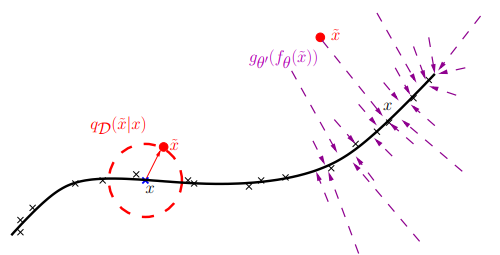 x̃
g_θ′(f_θ(x̃))
x
q_𝒟(x̃|x)
x̃
x